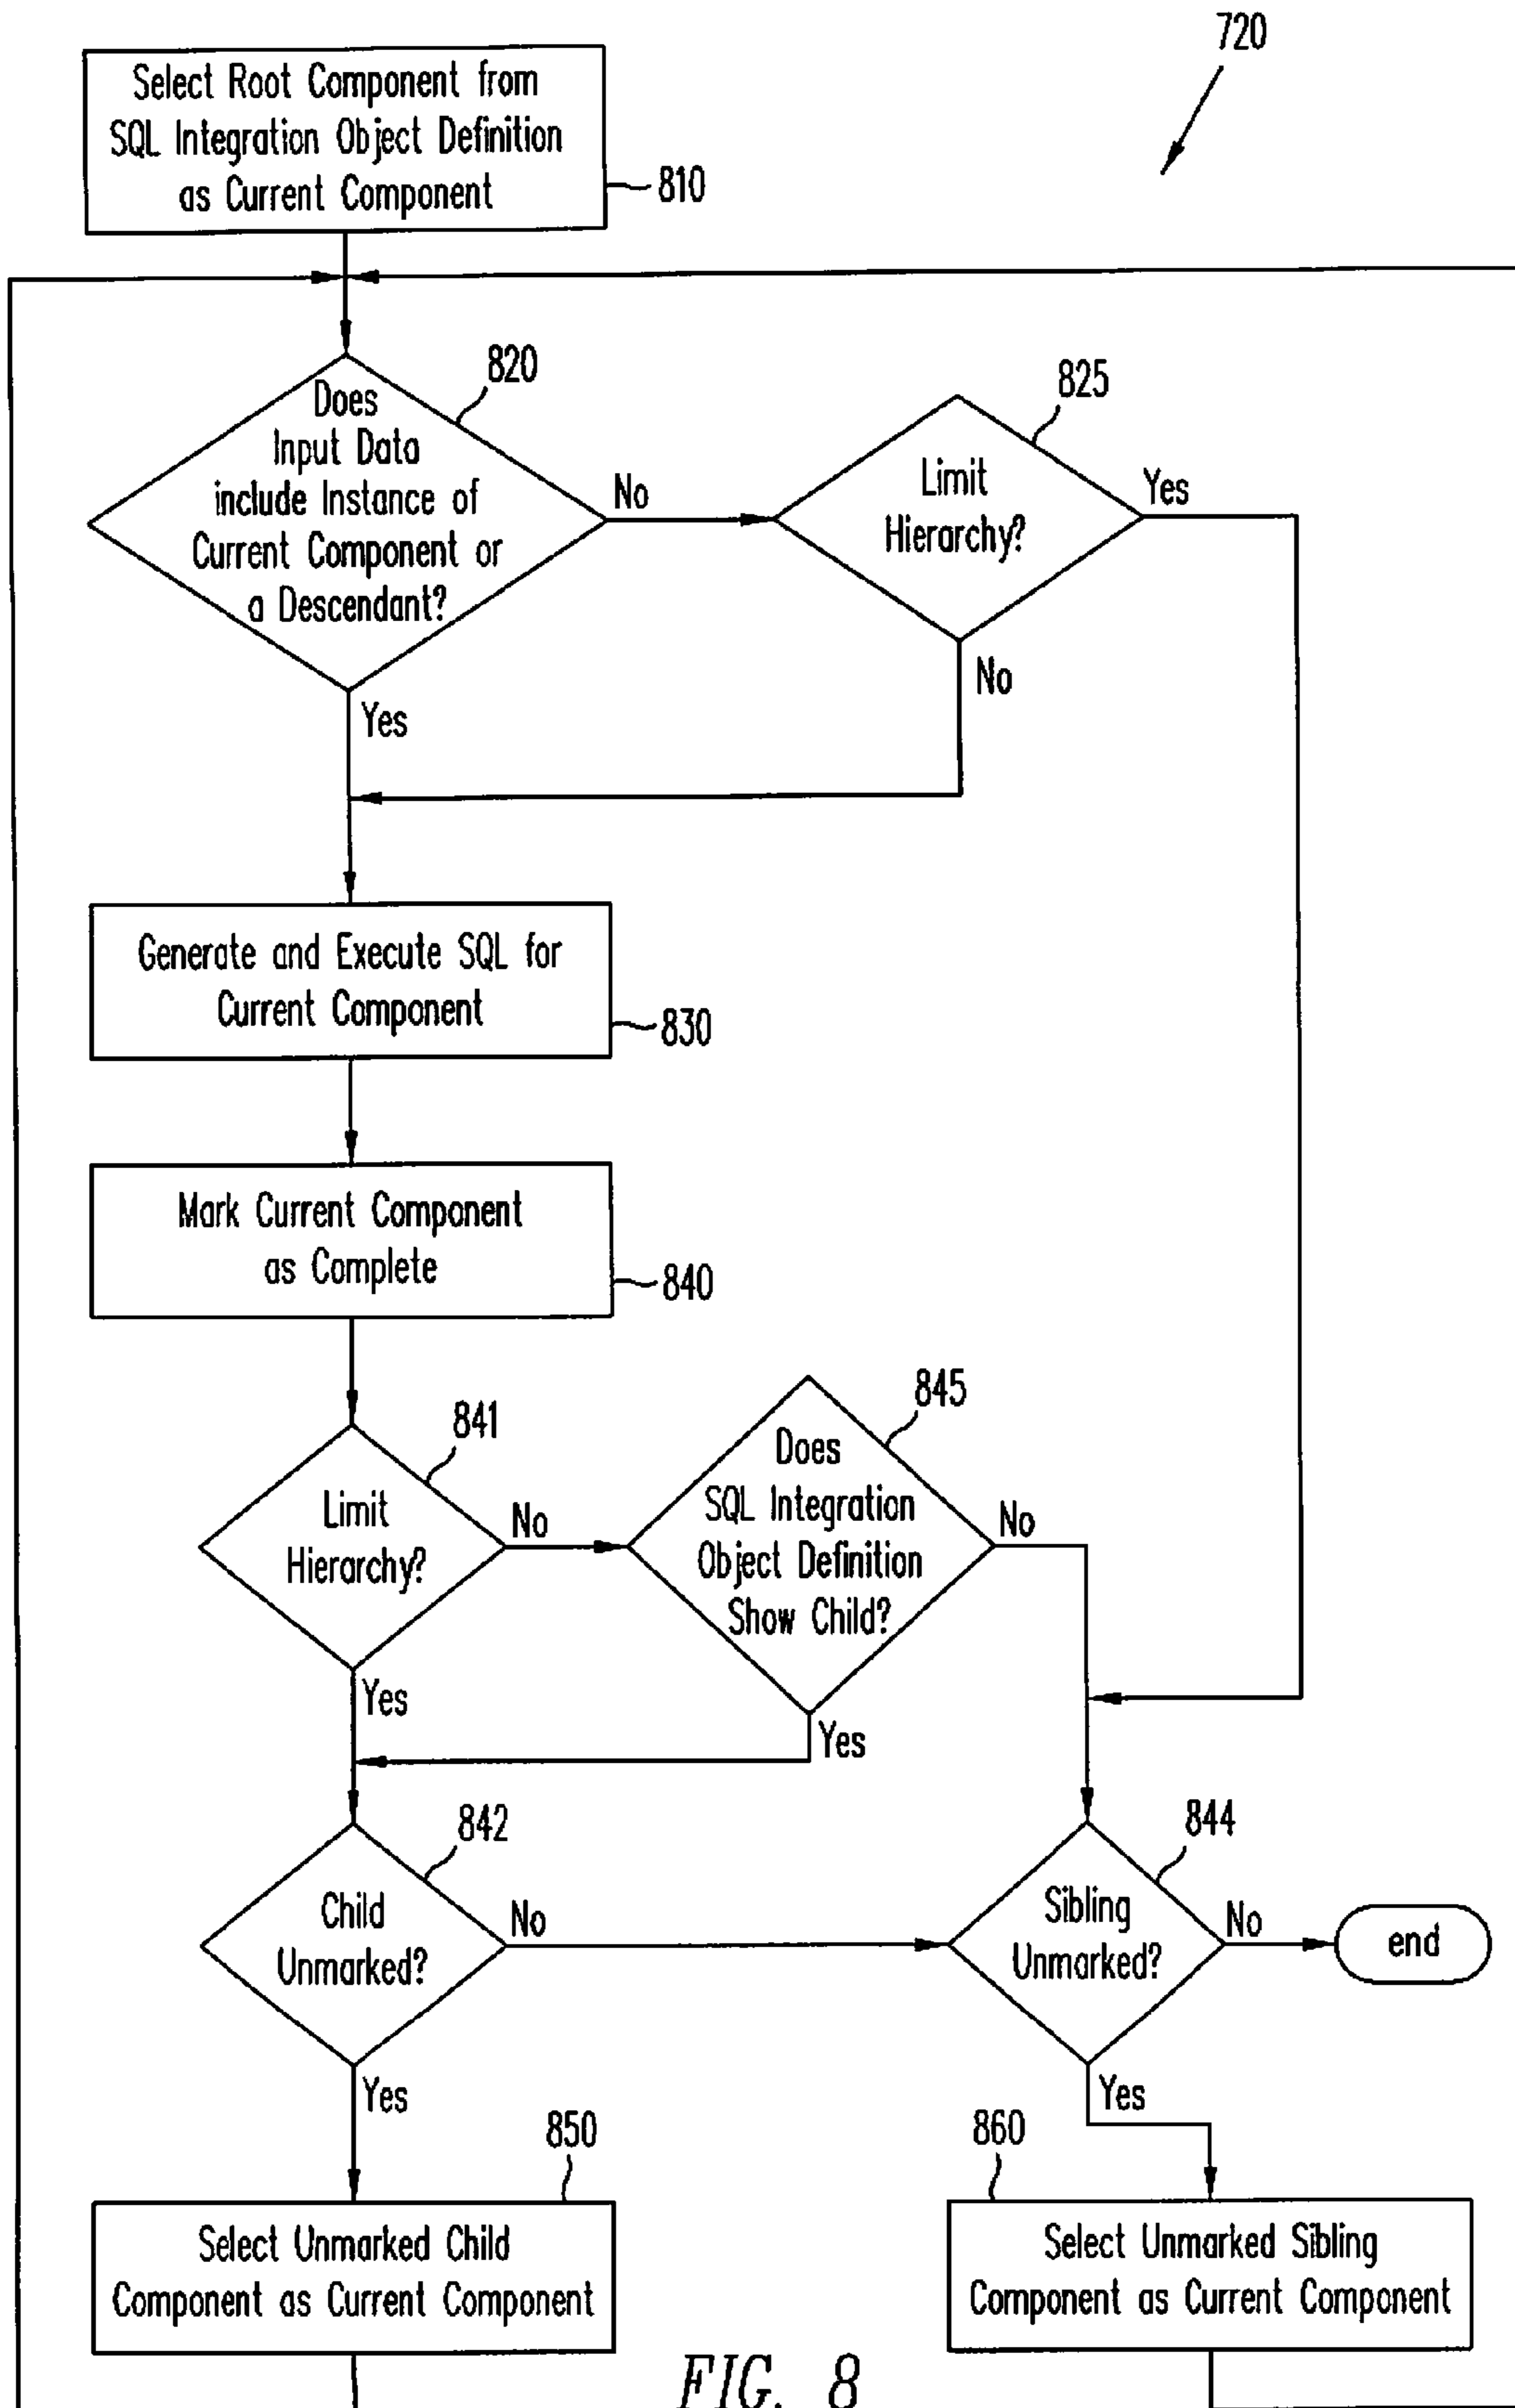 720
Select Root Component from
SQL Integration Object Definition
as Current Component
810
820
Does
Input Data
include Instance of
Current Component or
a Descendant?
No
Yes
825
Limit
Hierarchy?
Yes
No
Generate and Execute SQL for
Current Component
830
Mark Current Component
as Complete
840
841
Limit
Hierarchy?
No
Yes
845
Does
SQL Integration
Object Definition
Show Child?
No
Yes
842
Child
Unmarked?
No
Yes
844
Sibling
Unmarked?
No
end
Yes
850
Select Unmarked Child
Component as Current Component
860
Select Unmarked Sibling
Component as Current Component
FIG. 8